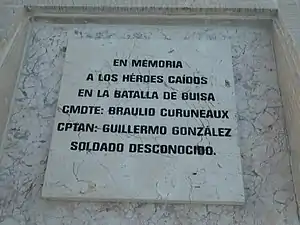 EN MEMORIA
A LOS HÉROES CAÍDOS
EN LA BATALLA DE GUISA
CMDTE: BRAULIO CURUNEAUX
CPTAN: GUILLERMO GONZÁLEZ
SOLDADO DESCONOCIDO.